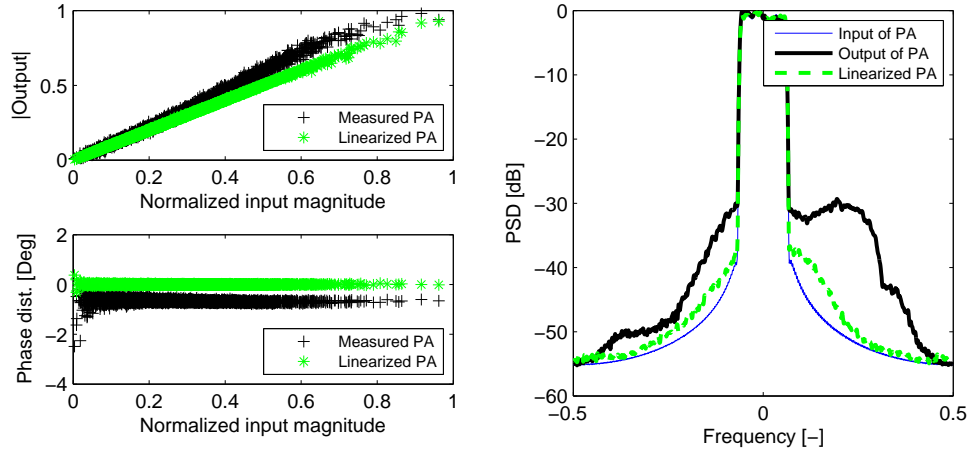 1
0.5
0
|Output|
0
0.2
0.4
0.6
0.8
1
Normalized input magnitude
Measured PA
Linearized PA
2
0
−2
−4
Phase dist. [Deg]
0
0.2
0.4
0.6
0.8
1
Normalized input magnitude
Measured PA
Linearized PA
0
−10
−20
−30
−40
−50
−60
PSD [dB]
−0.5
0
0.5
Frequency [−]
Input of PA
Output of PA
Linearized PA